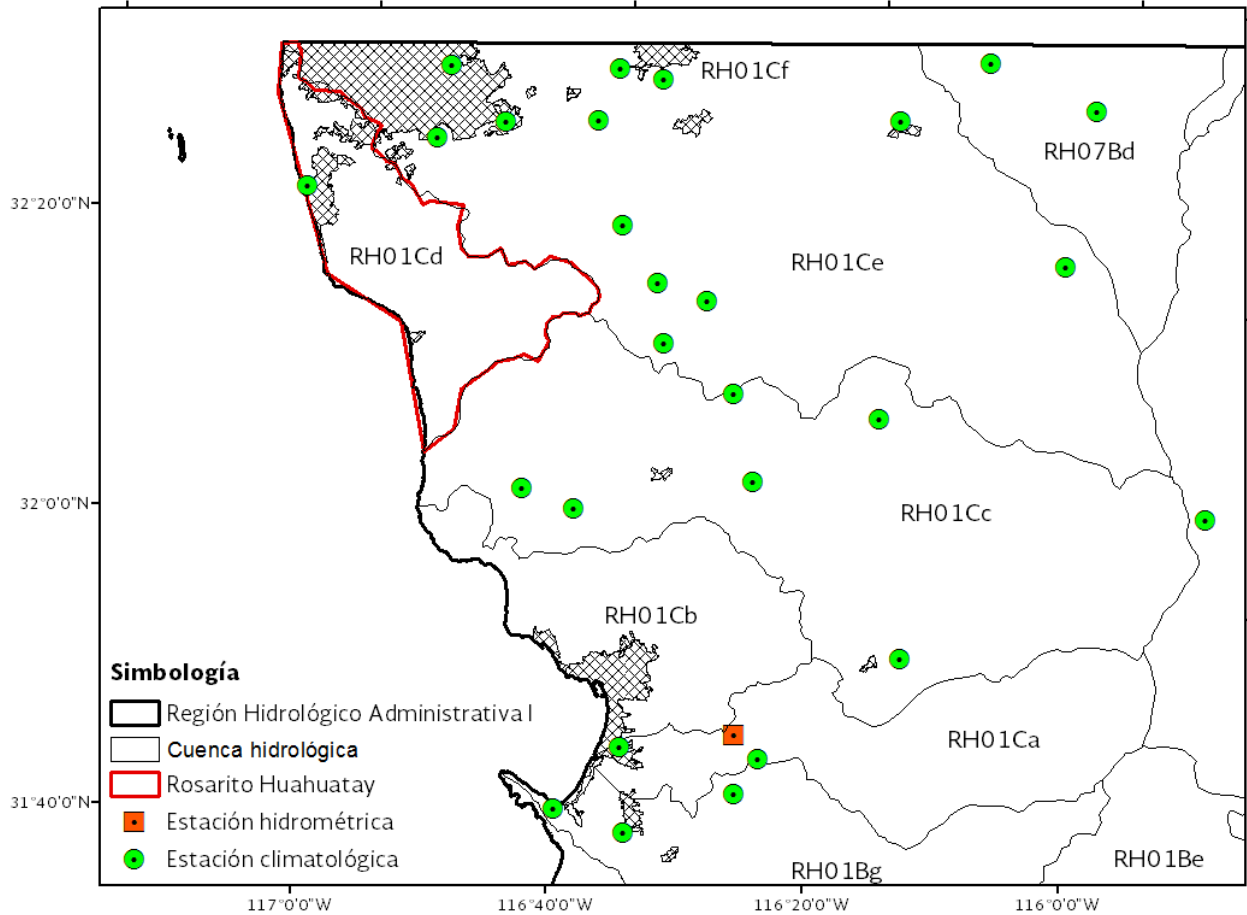 RH01Cf
RH07Bd
32°20'0"N
RH01Cd
RH01Ce
32°0'0"N
RH01Cc
RH01Cb
Simbología
Región Hidrológico Administrativa I
Cuenca hidrológica
RH01Ca
Rosarito Huahuatay
31°40'0"N
Estación hidrométrica
Estación climatológica
RH01Be
RH01Bg
117°0'0"W
116°40'0"W
116°20'0"W
116°0'0"W